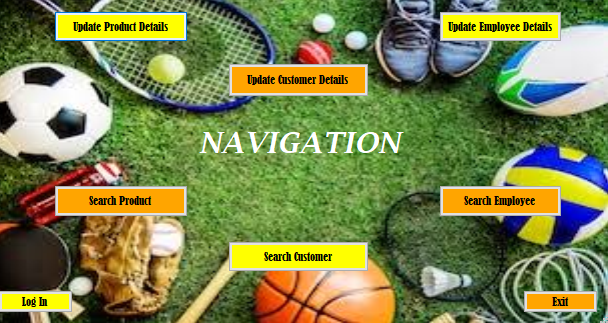 Update Product Details
Update Employee Details
Update Customer Details
NAVIGATION
Search Product
Search Employee
Search Customer
Log In
Exit